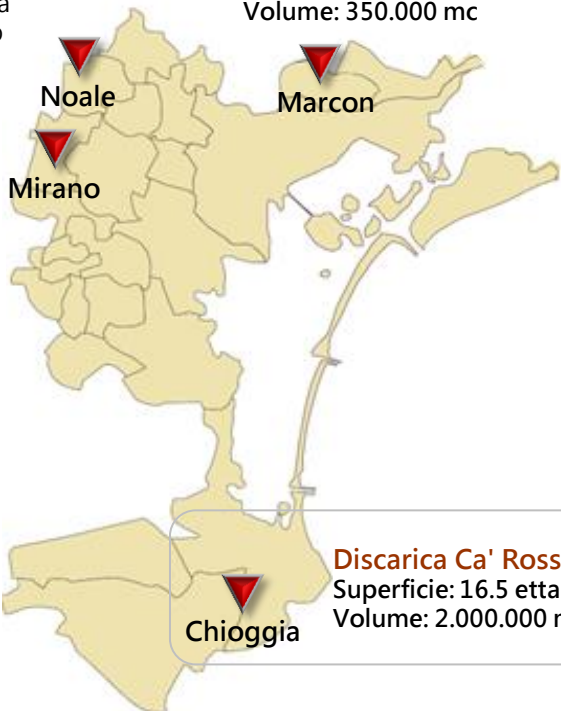 a
Volume: 350.000 mc
Noale
Marcon
Mirano
Discarica Ca' Ross
Superficie: 16.5 etta
Volume: 2.000.000
Chioggia